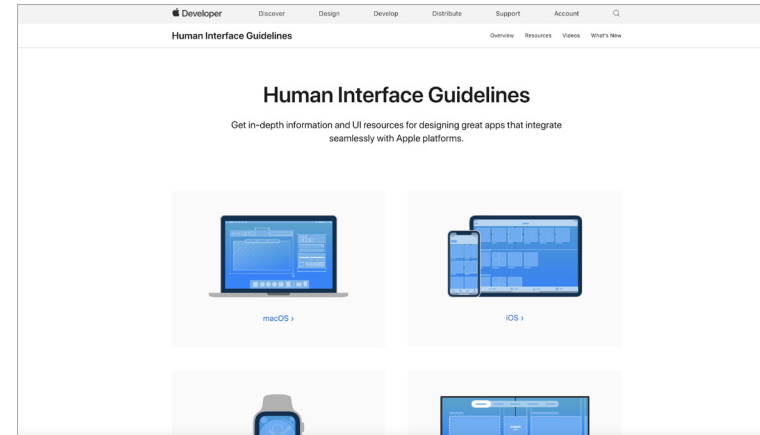 Developer
Discover
Design
Develop
Distribute
Support
Account
Human Interface Guidelines
Overview
Resources
Videos
What's New
Human Interface Guidelines
Get in-depth information and UI resources for designing great apps that integrate
seamlessly with Apple platforms.
macOS ›
iOS ›